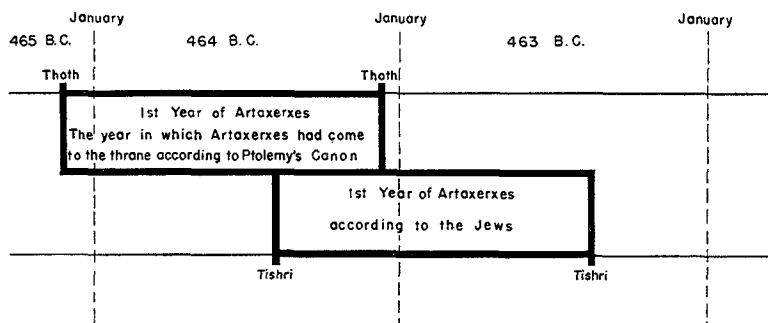 January
January
January
465 B.C.
464 B.C.
463 B.C.
Thoth
Thoth
1st Year of Artaxerxes
The year in which Artaxerxes had come
to the throne according to Ptolemy's Canon
1st Year of Artaxerxes
according to the Jews
Tishri
Tishri